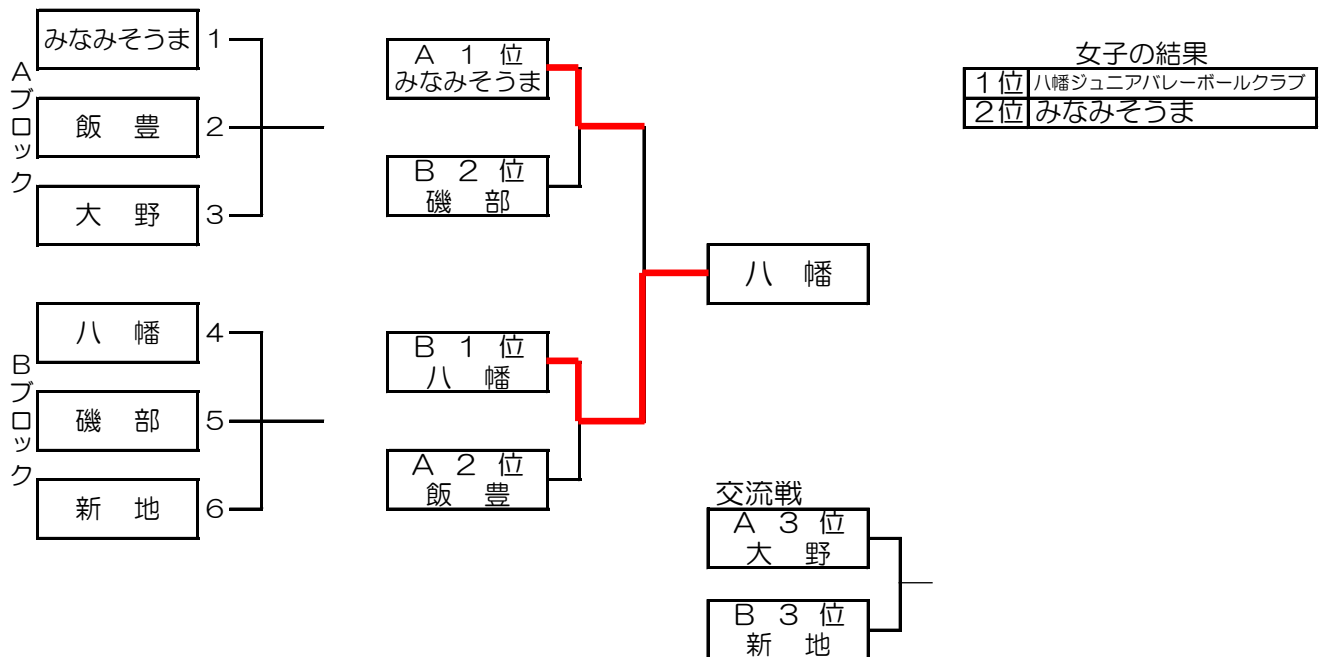 Aブロック
みなみそうま 1
飯 豊 2
大 野 3
Bブロック
八 幡 4
磯 部 5
新 地 6
A 1 位
みなみそうま
B 2 位
磯 部
B 1 位
八 幡
A 2 位
飯 豊
八 幡
交流戦
A 3 位
大 野
B 3 位
新 地
女子の結果
1位 八幡ジュニアバレーボールクラブ
2位 みなみそうま